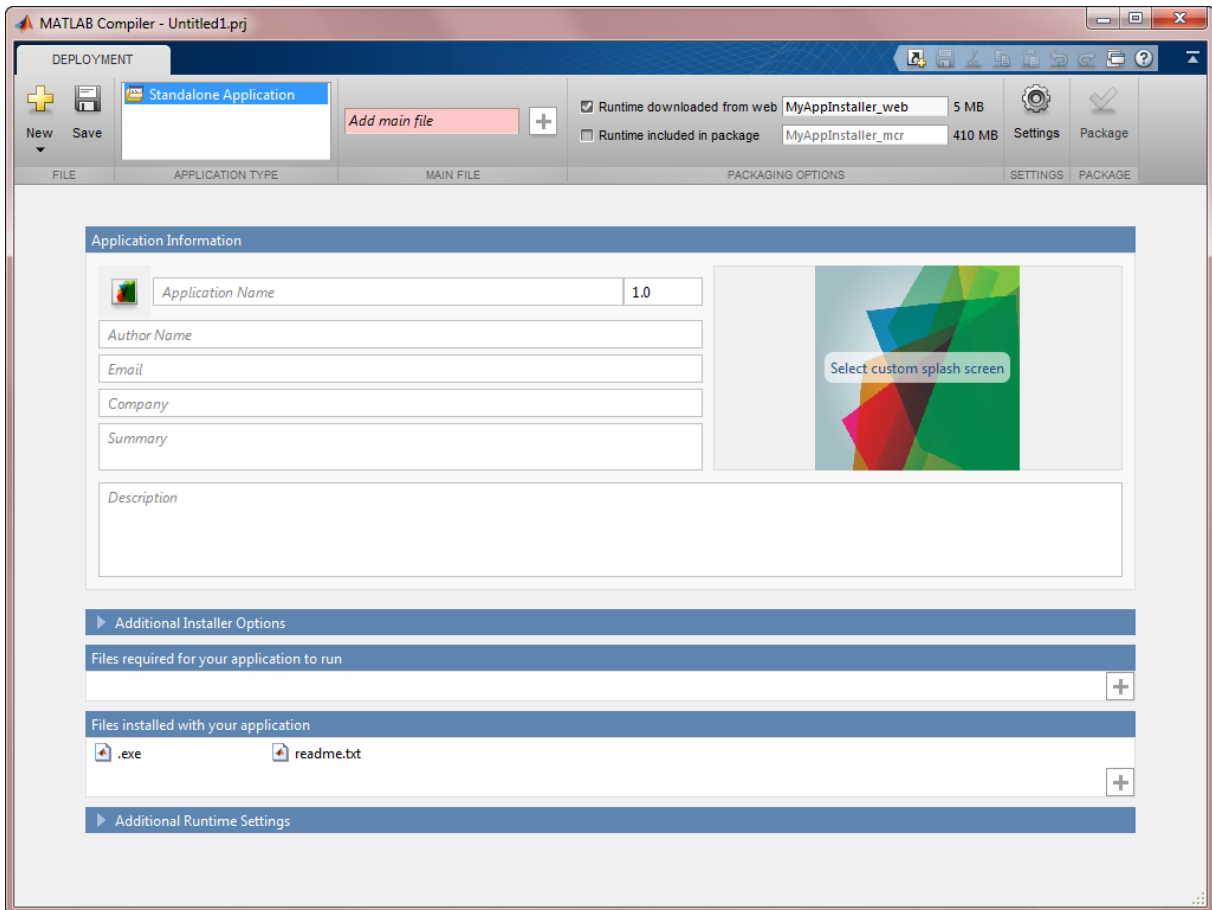 MATLAB Compiler - Untitled1.prj
DEPLOYMENT
New
Save
FILE
Standalone Application
APPLICATION TYPE
Add main file
MAIN FILE
Runtime downloaded from web MyAppInstaller_web 5 MB
Runtime included in package MyAppInstaller_mcr 410 MB
PACKAGING OPTIONS
Settings
SETTINGS
Package
PACKAGE
Application Information
Application Name 1.0
Author Name
Email
Company
Summary
Select custom splash screen
Description
Additional Installer Options
Files required for your application to run
Files installed with your application
.exe readme.txt
Additional Runtime Settings